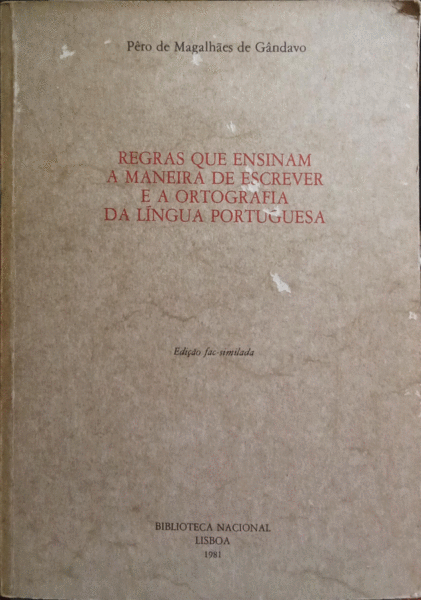 Pêro de Magalhães de Gândavo
REGRAS QUE ENSINAM
A MANEIRA DE ESCREVER
E A ORTOGRAFIA
DA LÍNGUA PORTUGUESA
Edição fac-similada
BIBLIOTECA NACIONAL
LISBOA
1981